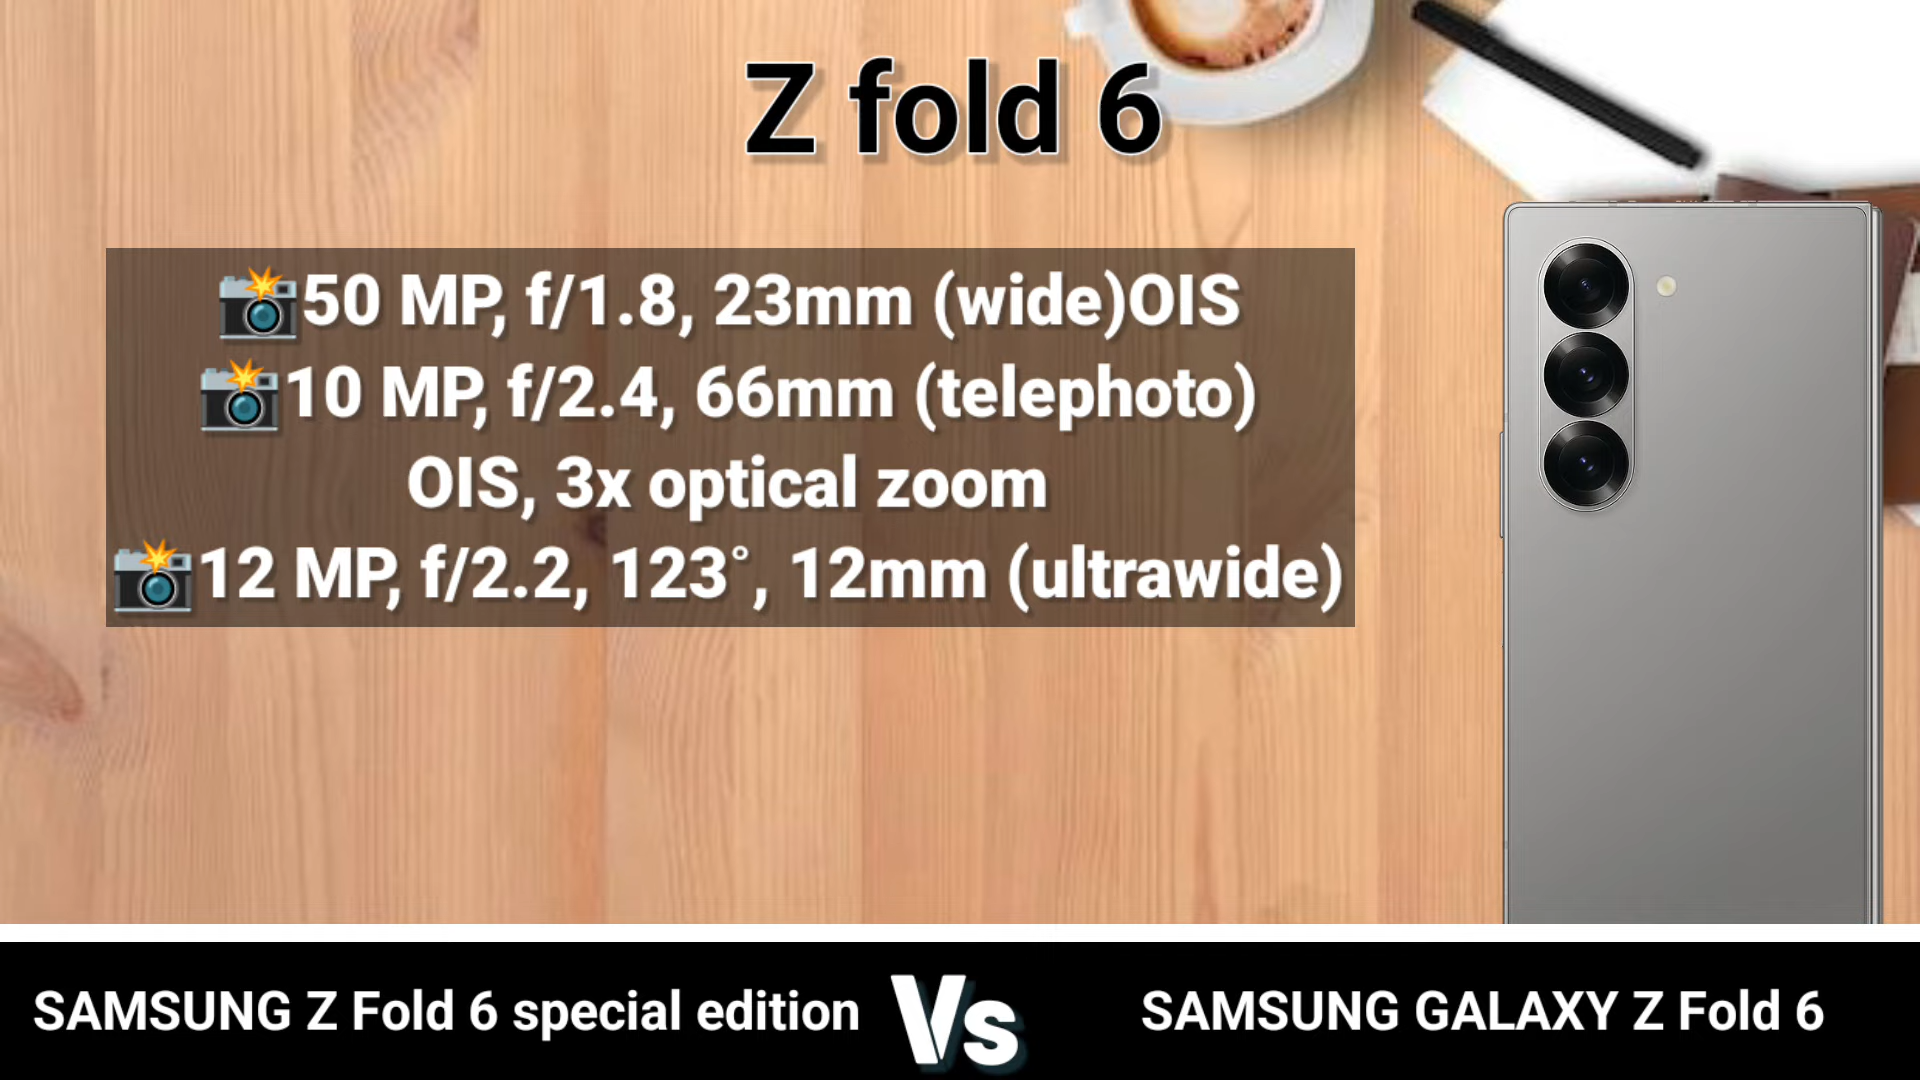 Z fold 6
📸50 MP, f/1.8, 23mm (wide)OIS
📸10 MP, f/2.4, 66mm (telephoto)
OIS, 3x optical zoom
📸12 MP, f/2.2, 123˚, 12mm (ultrawide)
SAMSUNG Z Fold 6 special edition Vs SAMSUNG GALAXY Z Fold 6